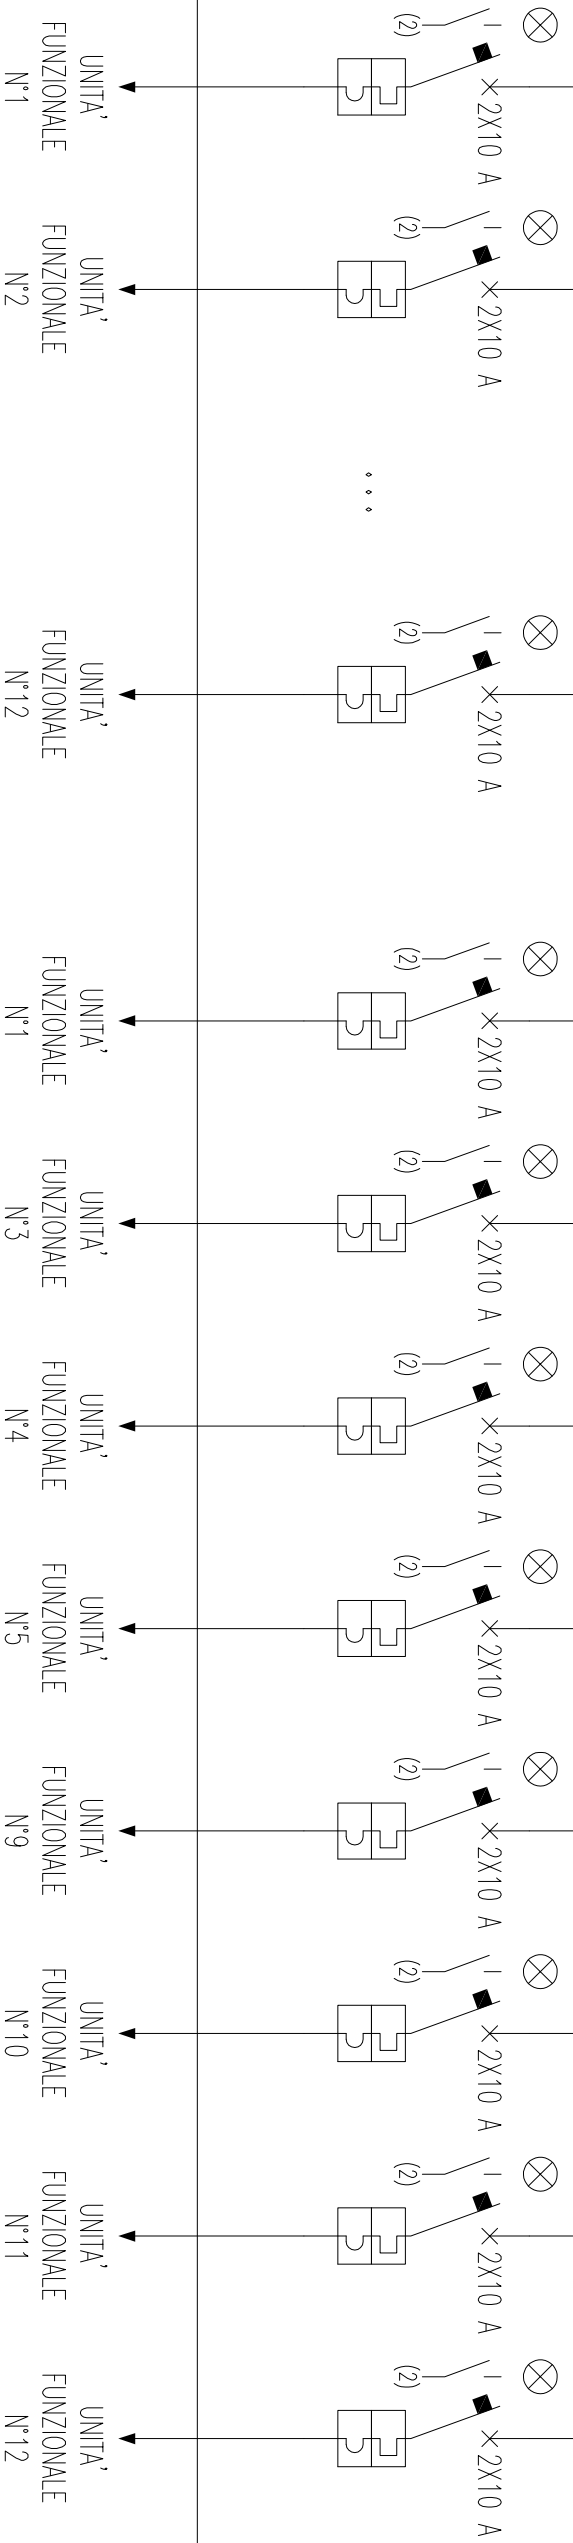 (2)
2X10 A
UNITA'
FUNZIONALE
N°1
(2)
2X10 A
UNITA'
FUNZIONALE
N°2
(2)
2X10 A
UNITA'
FUNZIONALE
N°12
(2)
2X10 A
UNITA'
FUNZIONALE
N°1
(2)
2X10 A
UNITA'
FUNZIONALE
N°3
(2)
2X10 A
UNITA'
FUNZIONALE
N°4
(2)
2X10 A
UNITA'
FUNZIONALE
N°5
(2)
2X10 A
UNITA'
FUNZIONALE
N°9
(2)
2X10 A
UNITA'
FUNZIONALE
N°10
(2)
2X10 A
UNITA'
FUNZIONALE
N°11
(2)
2X10 A
UNITA'
FUNZIONALE
N°12